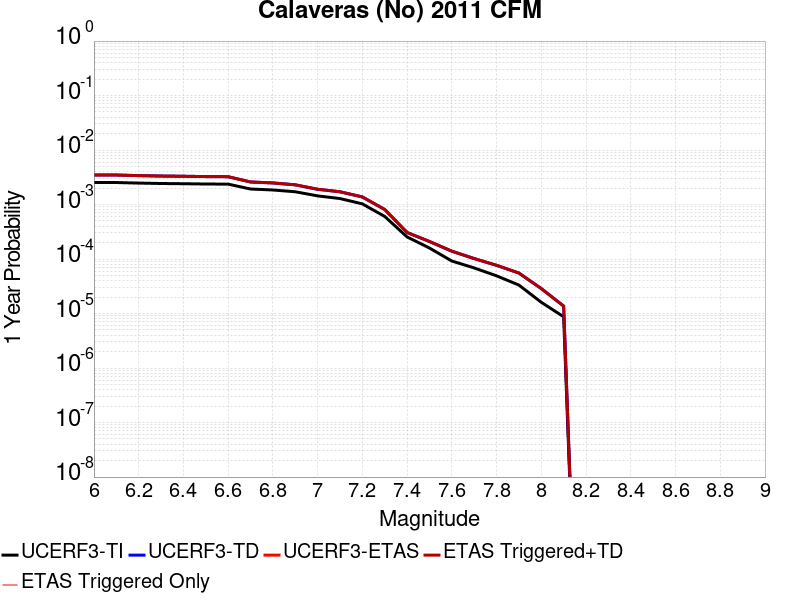 Calaveras (No) 2011 CFM
1 Year Probability
10^0
10^-1
10^-2
10^-3
10^-4
10^-5
10^-6
10^-7
10^-8
6 6.2 6.4 6.6 6.8 7 7.2 7.4 7.6 7.8 8 8.2 8.4 8.6 8.8 9
Magnitude
UCERF3-TI UCERF3-TD UCERF3-ETAS ETAS Triggered+TD
ETAS Triggered Only